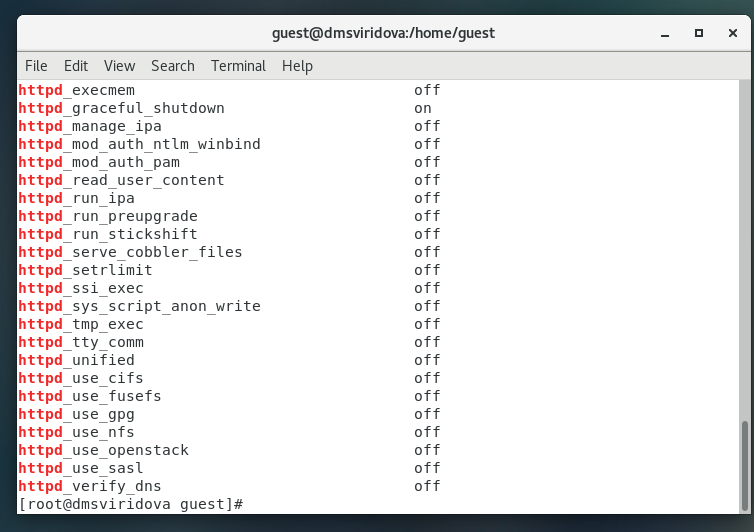 guest@dmsviridova:/home/guest
File Edit View Search Terminal Help
httpd_execmem off
httpd_graceful_shutdown on
httpd_manage_ipa off
httpd_mod_auth_ntlm_winbind off
httpd_mod_auth_pam off
httpd_read_user_content off
httpd_run_ipa off
httpd_run_preupgrade off
httpd_run_stickshift off
httpd_serve_cobbler_files off
httpd_setrlimit off
httpd_ssi_exec off
httpd_sys_script_anon_write off
httpd_tmp_exec off
httpd_tty_comm off
httpd_unified off
httpd_use_cifs off
httpd_use_fusefs off
httpd_use_gpg off
httpd_use_nfs off
httpd_use_openstack off
httpd_use_sasl off
httpd_verify_dns off
[root@dmsviridova guest]#